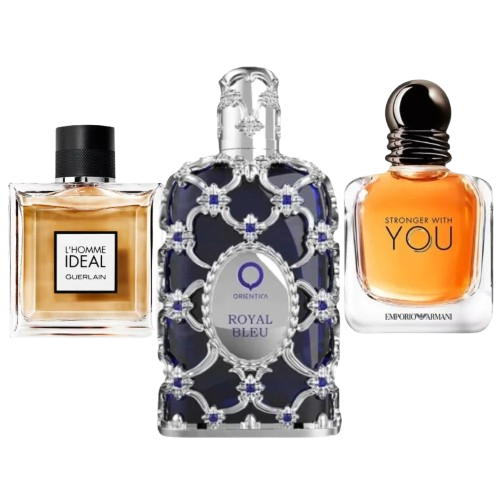 L'HOMME
IDEAL
GUERLAIN
ORIENTICA
ROYAL
BLEU
STRONGER WITH
YOU
EMPORIO ARMANI